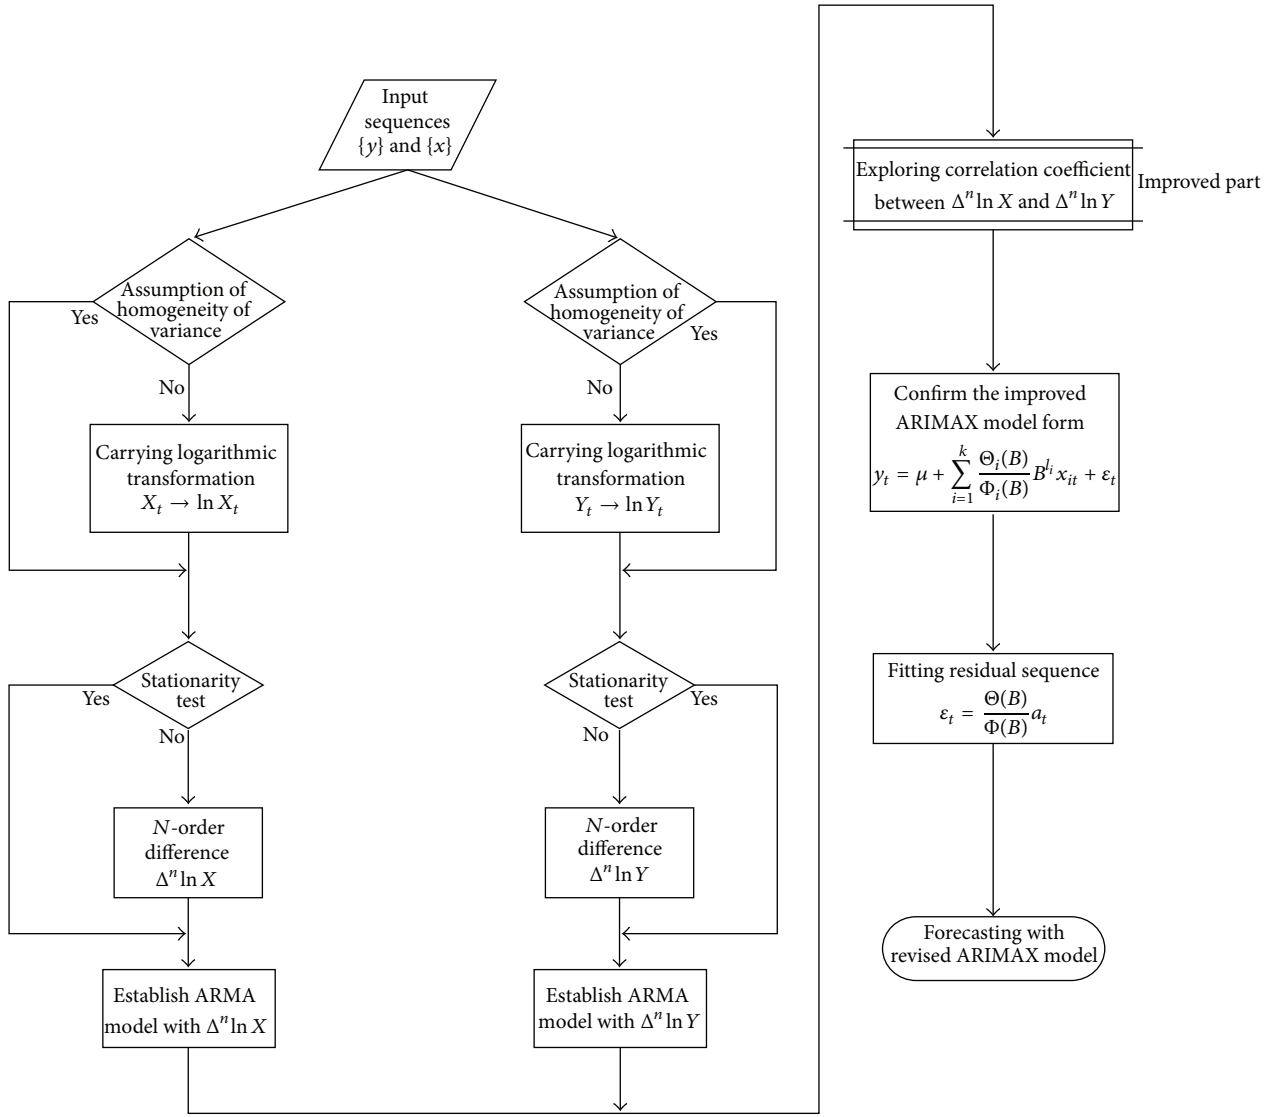 Input
sequences
{y} and {x}
Assumption of
homogeneity of
variance
Yes
No
Carrying logarithmic
transformation
X_t → ln X_t
Stationarity
test
Yes
No
N-order
difference
Δ^n ln X
Establish ARMA
model with Δ^n ln X
Assumption of
homogeneity of
variance
Yes
No
Carrying logarithmic
transformation
Y_t → ln Y_t
Stationarity
test
Yes
No
N-order
difference
Δ^n ln Y
Establish ARMA
model with Δ^n ln Y
Exploring correlation coefficient
between Δ^n ln X and Δ^n ln Y
Improved part
Confirm the improved
ARIMAX model form
y_t = μ + ∑_{i=1}^{k} \frac{Θ_i(B)}{Φ_i(B)} B^{l_i} x_{it} + ε_t
Fitting residual sequence
ε_t = \frac{Θ(B)}{Φ(B)} a_t
Forecasting with
revised ARIMAX model